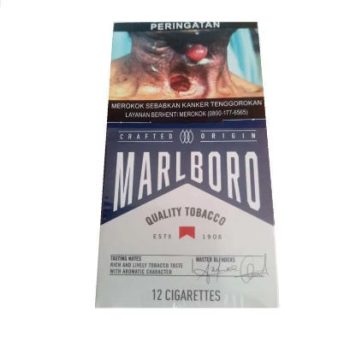 PERINGATAN
MEROKOK SEBABKAN KANKER TENGGOROKAN
LAYANAN BERHENTI MEROKOK (0800-177-6565)
CRAFTED ORIGIN
MARLBORO
QUALITY TOBACCO
ESTD 1908
TASTING NOTES
RICH AND LIVELY TOBACCO TASTE
WITH AROMATIC CHARACTER
MASTER BLENDERS
12 CIGARETTES